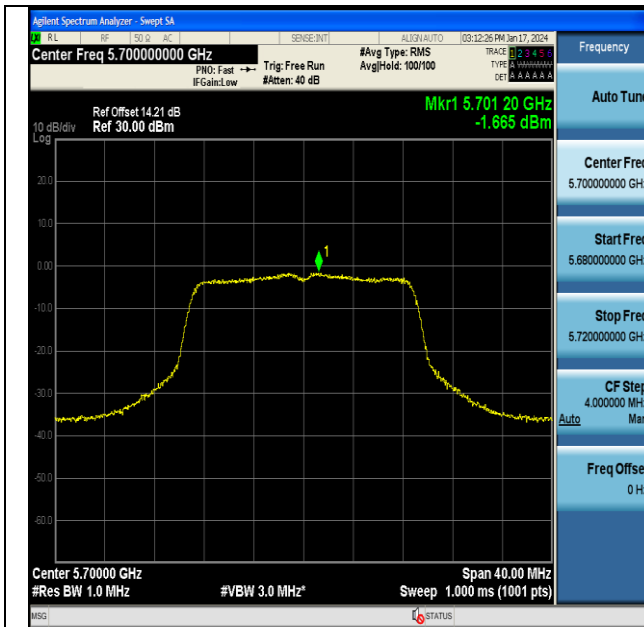 Agilent Spectrum Analyzer - Swept SA
RL RF 50 Ω AC SENSE:INT ALIGN AUTO 03:12:26 PM Jan 17, 2024
Center Freq 5.700000000 GHz
PNO: Fast
IFGain:Low
Trig: Free Run
#Atten: 40 dB
#Avg Type: RMS
Avg|Hold: 100/100
TRACE 1 2 3 4 5 6
TYPE A
DET A A A A A A
Ref Offset 14.21 dB
10 dB/div Ref 30.00 dBm
Log
Mkr1 5.701 20 GHz
-1.665 dBm
1
20.0
10.0
0.00
-10.0
-20.0
-30.0
-40.0
-50.0
-60.0
Center 5.70000 GHz Span 40.00 MHz
#Res BW 1.0 MHz #VBW 3.0 MHz* Sweep 1.000 ms (1001 pts)
MSG STATUS
Frequency
Auto Tune
Center Freq
5.700000000 GH
Start Freq
5.680000000 GH
Stop Freq
5.720000000 GH
CF Step
4.000000 MH
Auto Man
Freq Offse
0 H